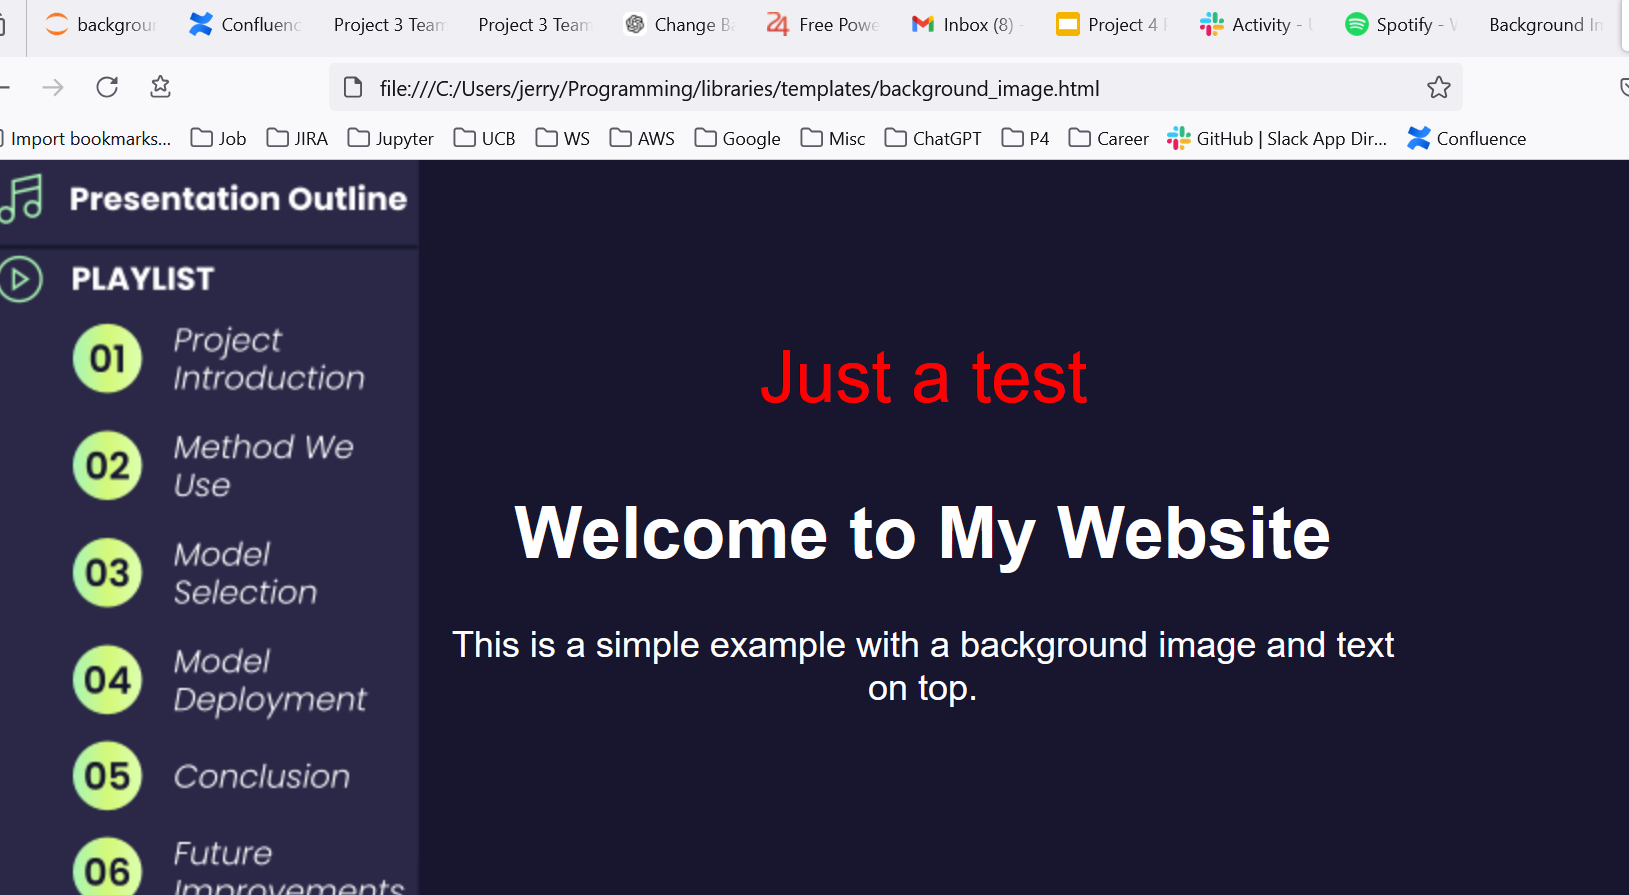 backgroun
Confluenc
Project 3 Team
Project 3 Team
Change Ba
Free Powe
Inbox (8) -
Project 4
Activity -
Spotify -
Background
file:///C:/Users/jerry/Programming/libraries/templates/background_image.html
Import bookmarks... Job JIRA Jupyter UCB WS AWS Google Misc ChatGPT P4 Career GitHub | Slack App Dir... Confluence
Presentation Outline
PLAYLIST
01 Project
Introduction
02 Method We
Use
03 Model
Selection
04 Model
Deployment
05 Conclusion
06 Future
Improvements
Just a test
Welcome to My Website
This is a simple example with a background image and text
on top.